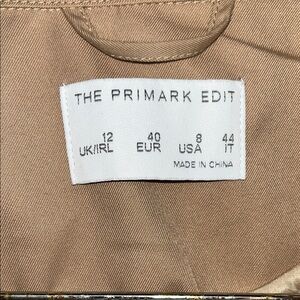 THE PRIMARK EDIT
12 40 8 44
UK/IRL EUR USA IT
MADE IN CHINA